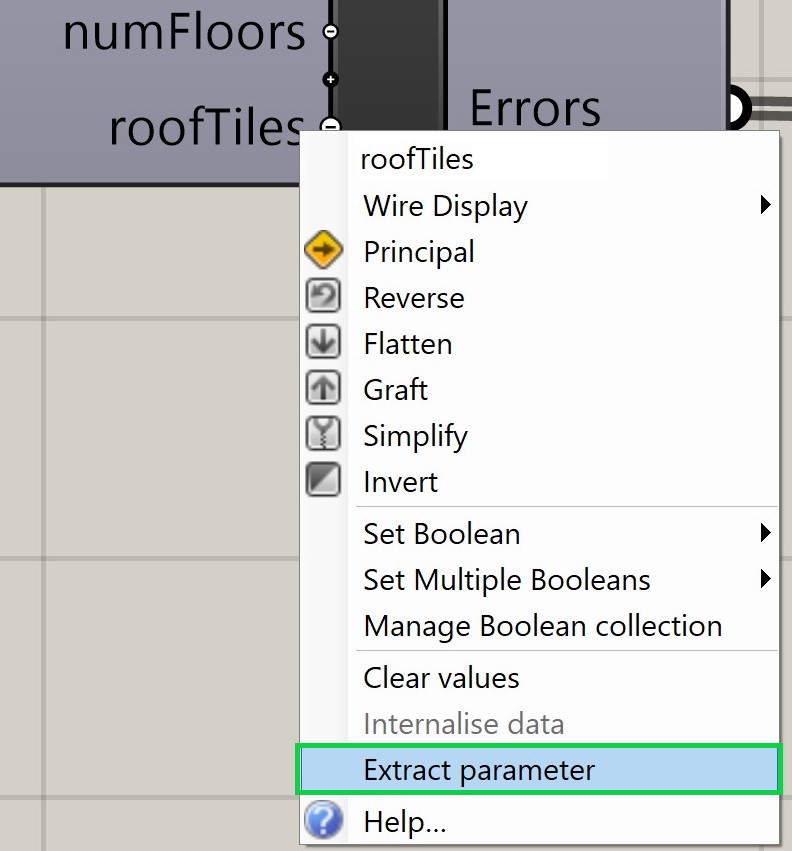 numFloors
roofTiles
Errors
roofTiles
Wire Display
Principal
Reverse
Flatten
Graft
Simplify
Invert
Set Boolean
Set Multiple Booleans
Manage Boolean collection
Clear values
Internalise data
Extract parameter
Help...